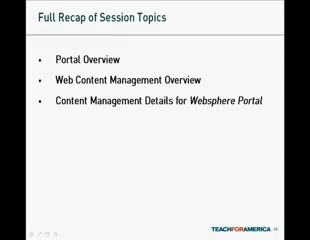 Full Recap of Session Topics
• Portal Overview
• Web Content Management Overview
• Content Management Details for Websphere Portal
TEACHFORAMERICA